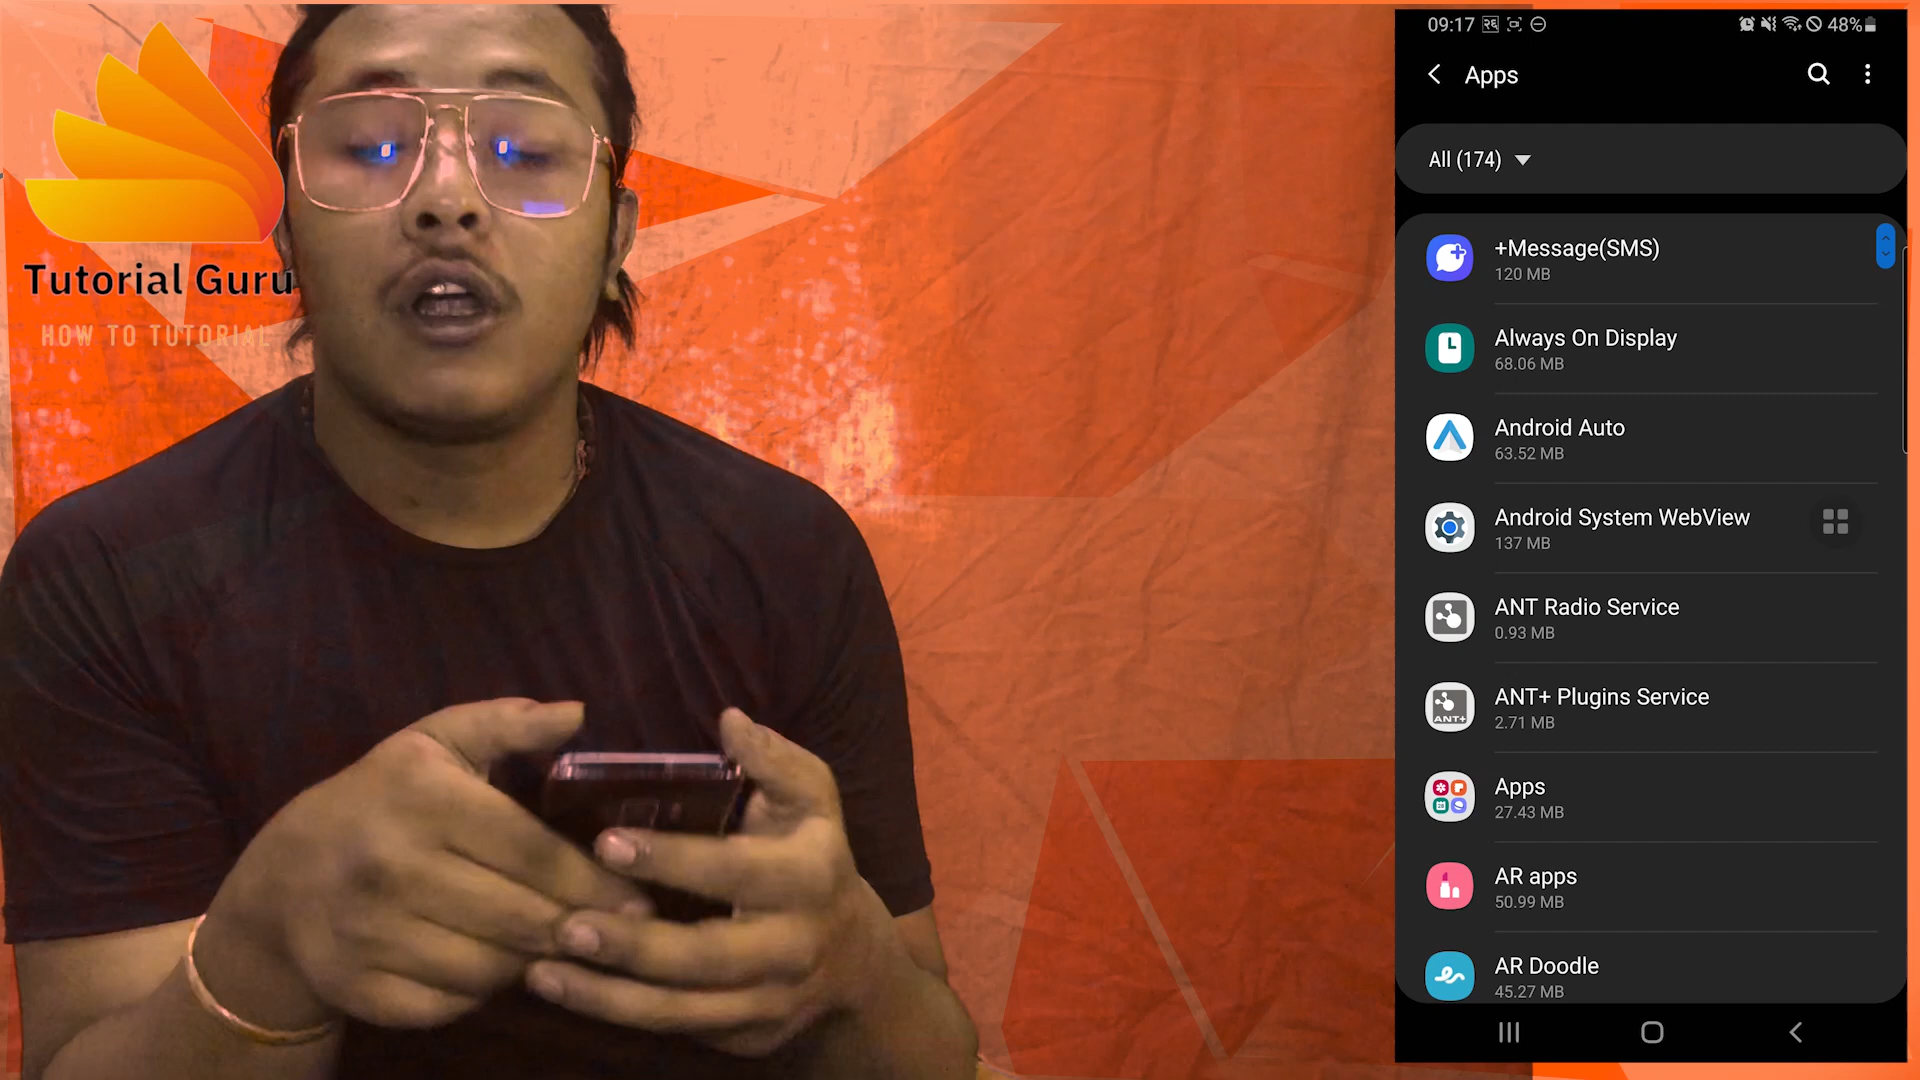 Tutorial Guru
HOW TO TUTORIAL
09:17 २६ 48%
Apps
All (174)
+Message(SMS)
120 MB
Always On Display
68.06 MB
Android Auto
63.52 MB
Android System WebView
137 MB
ANT Radio Service
0.93 MB
ANT+
ANT+ Plugins Service
2.71 MB
Apps
27.43 MB
AR apps
50.99 MB
AR Doodle
45.27 MB